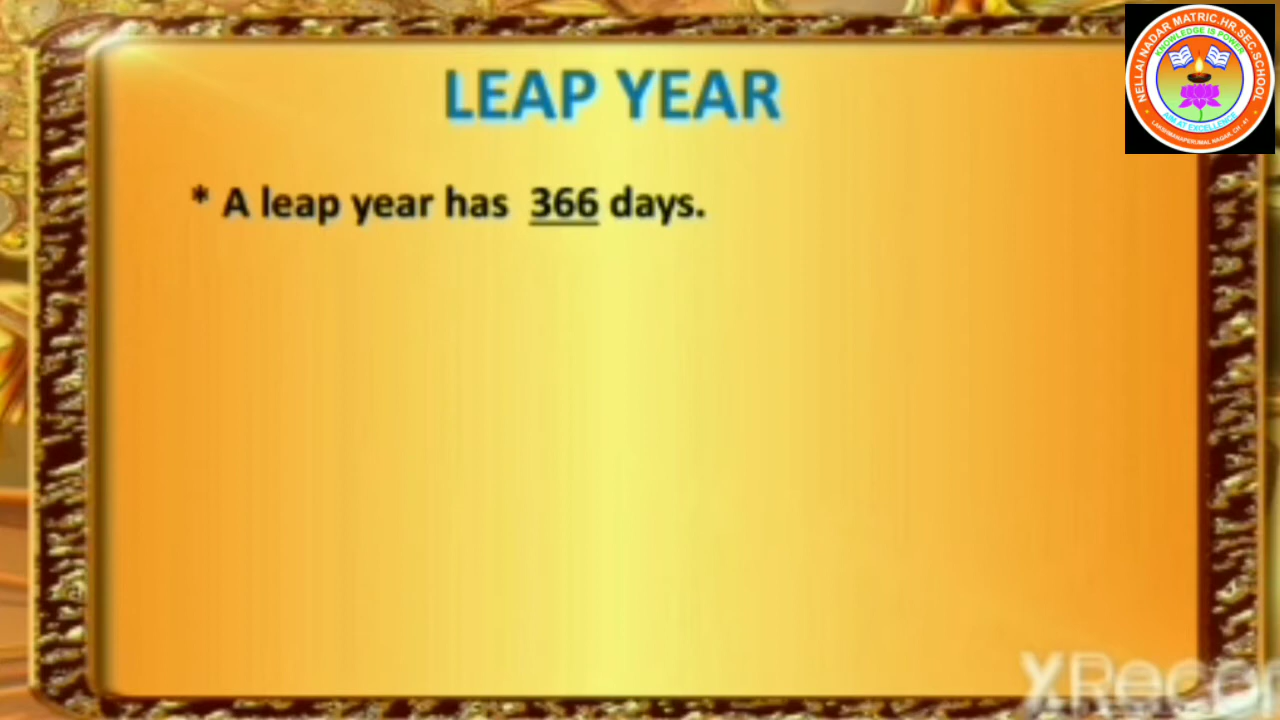 LEAP YEAR
* A leap year has 366 days.
NELLAI NADAR MATRIC.HR.SEC.SCHOOL
KNOWLEDGE IS POWER
AIM AT EXCELLENCE
XRecor